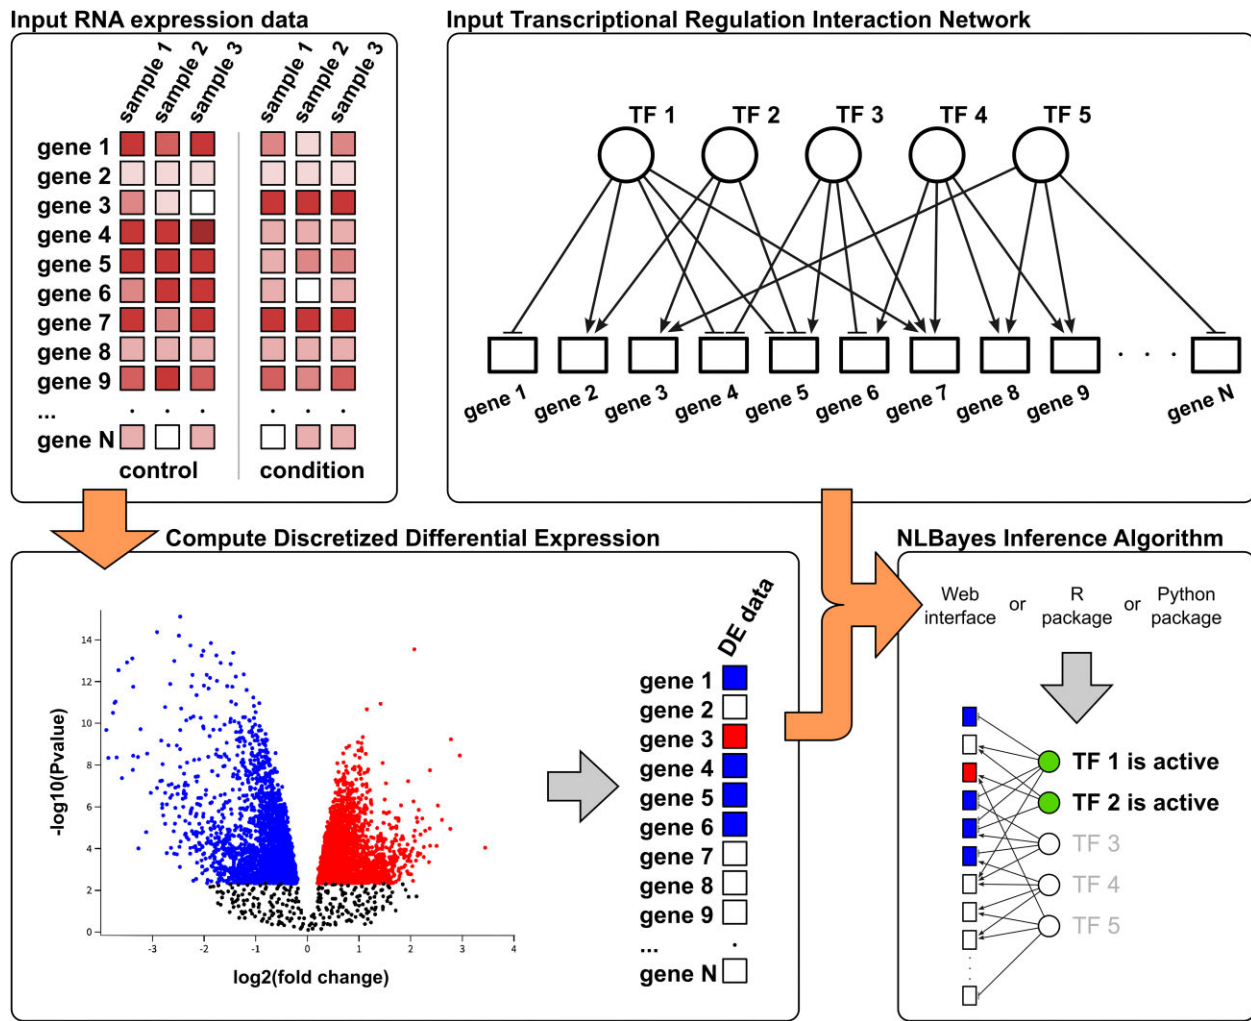 Input RNA expression data
sample 1
sample 2
sample 3
sample 1
sample 2
sample 3
gene 1
gene 2
gene 3
gene 4
gene 5
gene 6
gene 7
gene 8
gene 9
...
gene N
control
condition
Input Transcriptional Regulation Interaction Network
TF 1
TF 2
TF 3
TF 4
TF 5
gene 1
gene 2
gene 3
gene 4
gene 5
gene 6
gene 7
gene 8
gene 9
. . .
gene N
Compute Discretized Differential Expression
-log10(Pvalue)
14
12
10
8
6
4
2
0
-3
-2
-1
0
1
2
3
4
log2(fold change)
DE data
gene 1
gene 2
gene 3
gene 4
gene 5
gene 6
gene 7
gene 8
gene 9
...
gene N
NLBayes Inference Algorithm
Web interface
or
R package
or
Python package
TF 1 is active
TF 2 is active
TF 3
TF 4
TF 5